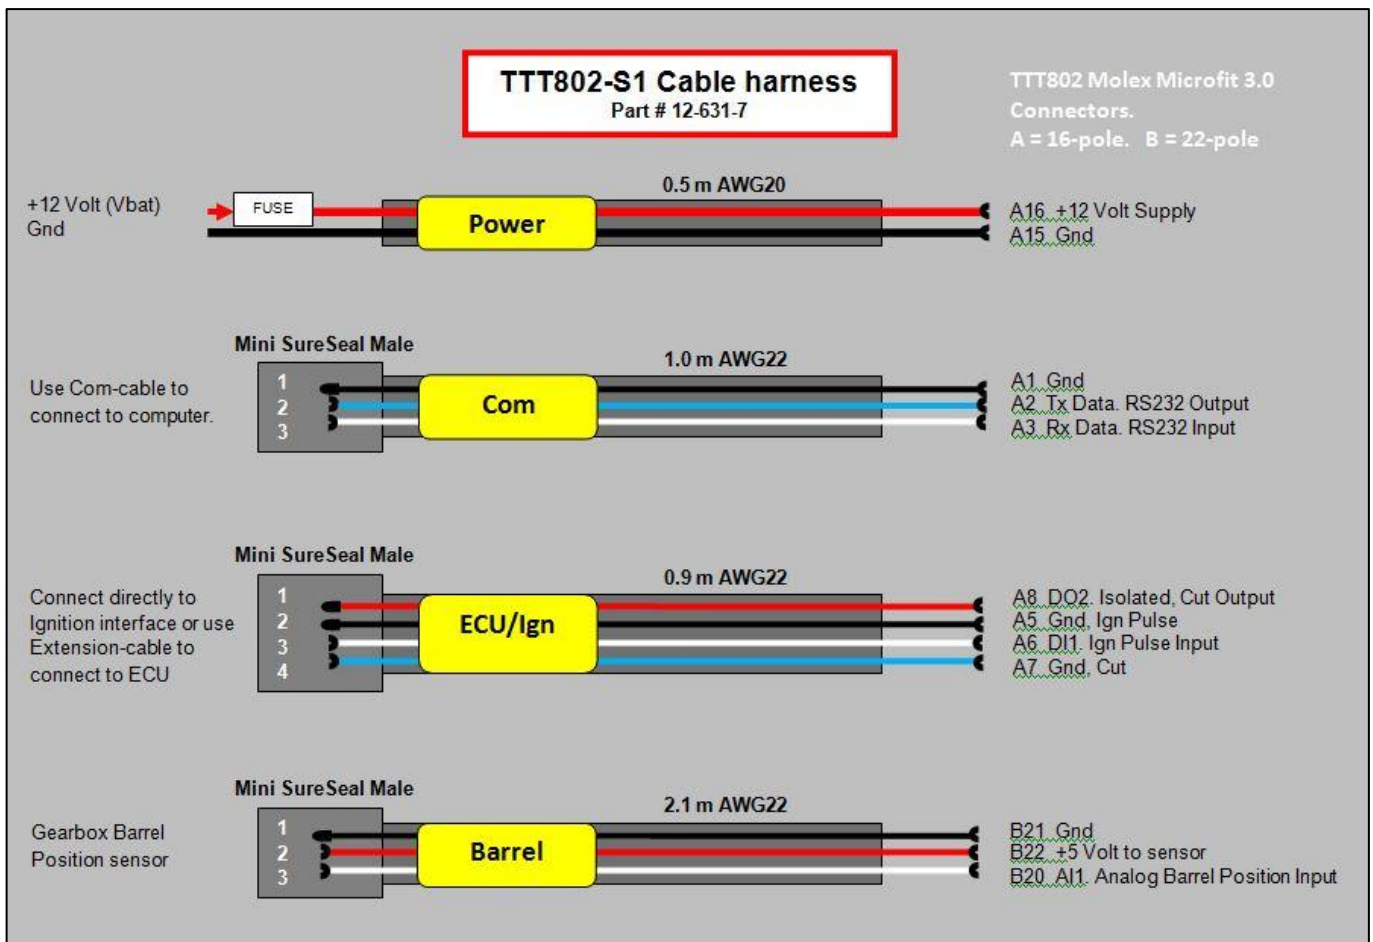 TTT802-S1 Cable harness
Part # 12-631-7
TTT802 Molex Microfit 3.0
Connectors.
A = 16-pole. B = 22-pole
0.5 m AWG20
+12 Volt (Vbat)
Gnd
FUSE
Power
A16 +12 Volt Supply
A15 Gnd
Mini SureSeal Male
1.0 m AWG22
Use Com-cable to
connect to computer.
1
2
3
Com
A1 Gnd
A2 Tx Data. RS232 Output
A3 Rx Data. RS232 Input
Mini SureSeal Male
0.9 m AWG22
Connect directly to
Ignition interface or use
Extension-cable to
connect to ECU
1
2
3
4
ECU/Ign
A8 DO2. Isolated, Cut Output
A5 Gnd, Ign Pulse
A6 DI1. Ign Pulse Input
A7 Gnd, Cut
Mini SureSeal Male
2.1 m AWG22
Gearbox Barrel
Position sensor
1
2
3
Barrel
B21 Gnd
B22 +5 Volt to sensor
B20 AI1. Analog Barrel Position Input